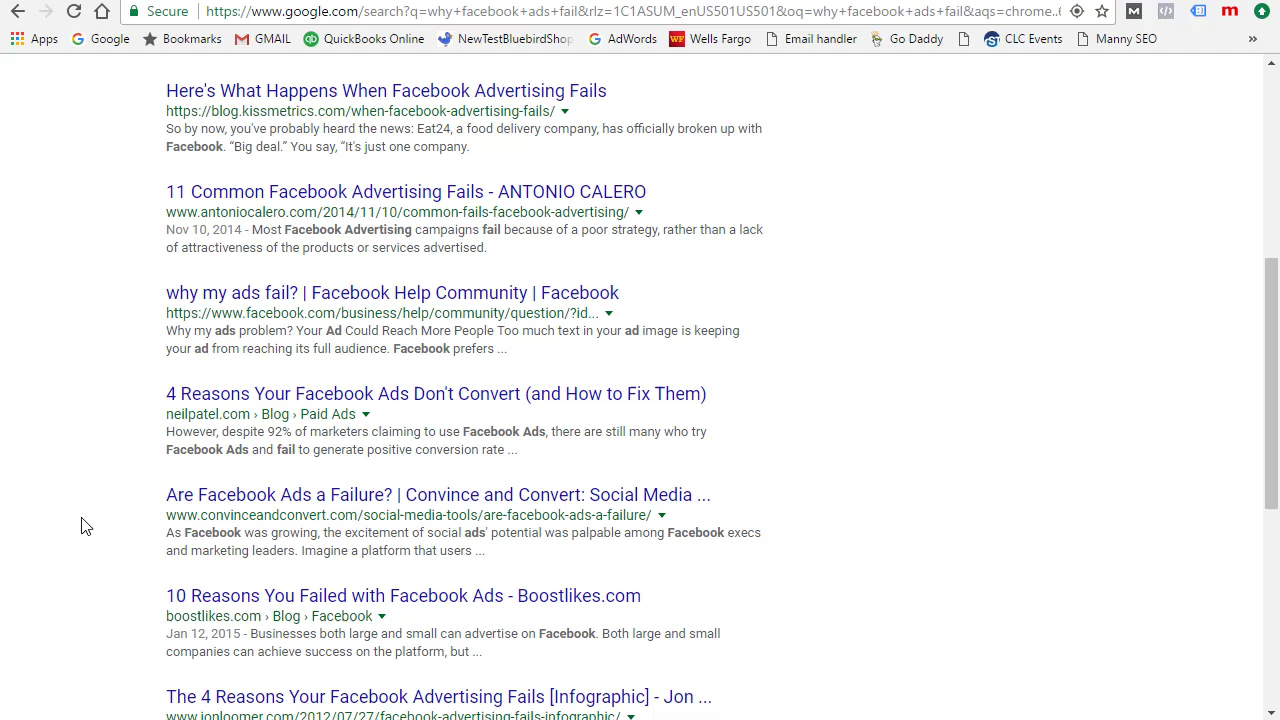 Secure
https://www.google.com/search?q=why+facebook+ads+fail&rlz=1C1ASUM_enUS501US501&oq=why+facebook+ads+fail&aqs=chrome..6
Apps Google Bookmarks GMAIL QuickBooks Online NewTestBluebirdShop AdWords Wells Fargo Email handler Go Daddy CLC Events Manny SEO »
Here's What Happens When Facebook Advertising Fails
https://blog.kissmetrics.com/when-facebook-advertising-fails/
So by now, you've probably heard the news: Eat24, a food delivery company, has officially broken up with
Facebook. “Big deal.” You say, “It's just one company.
11 Common Facebook Advertising Fails - ANTONIO CALERO
www.antoniocalero.com/2014/11/10/common-fails-facebook-advertising/
Nov 10, 2014 - Most Facebook Advertising campaigns fail because of a poor strategy, rather than a lack
of attractiveness of the products or services advertised.
why my ads fail? | Facebook Help Community | Facebook
https://www.facebook.com/business/help/community/question/?id...
Why my ads problem? Your Ad Could Reach More People Too much text in your ad image is keeping
your ad from reaching its full audience. Facebook prefers ...
4 Reasons Your Facebook Ads Don't Convert (and How to Fix Them)
neilpatel.com › Blog › Paid Ads
However, despite 92% of marketers claiming to use Facebook Ads, there are still many who try
Facebook Ads and fail to generate positive conversion rate ...
Are Facebook Ads a Failure? | Convince and Convert: Social Media ...
www.convinceandconvert.com/social-media-tools/are-facebook-ads-a-failure/
As Facebook was growing, the excitement of social ads' potential was palpable among Facebook execs
and marketing leaders. Imagine a platform that users ...
10 Reasons You Failed with Facebook Ads - Boostlikes.com
boostlikes.com › Blog › Facebook
Jan 12, 2015 - Businesses both large and small can advertise on Facebook. Both large and small
companies can achieve success on the platform, but ...
The 4 Reasons Your Facebook Advertising Fails [Infographic] - Jon ...
www.jonloomer.com/2012/07/27/facebook-advertising-fails-infographic/